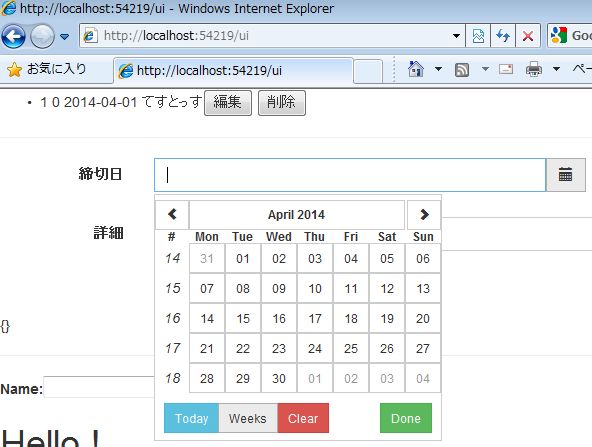 http://localhost:54219/ui - Windows Internet Explorer
http://localhost:54219/ui Goo
お気に入り http://localhost:54219/ui ペー
• 1 0 2014-04-01 てすとっす 編集 削除
締切日
April 2014
詳細
# Mon Tue Wed Thu Fri Sat Sun
14 31 01 02 03 04 05 06
15 07 08 09 10 11 12 13
16 14 15 16 17 18 19 20
17 21 22 23 24 25 26 27
{}
18 28 29 30 01 02 03 04
Name:
Today Weeks Clear Done
Hello !